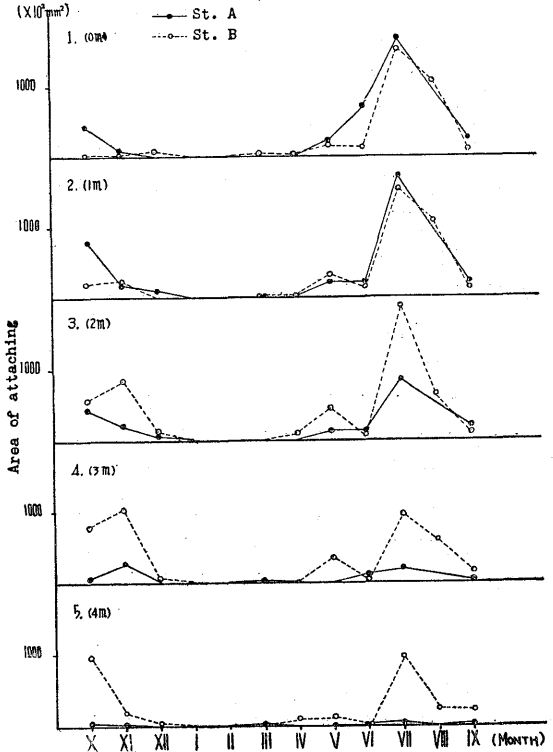 (X10²mm²)
St. A
St. B
1. (0m)
1000
2. (1m)
1000
3. (2m)
1000
Area of attaching
4. (3m)
1000
5. (4m)
1000
X XI XII I II III IV V VI VII VIII IX (MONTH)